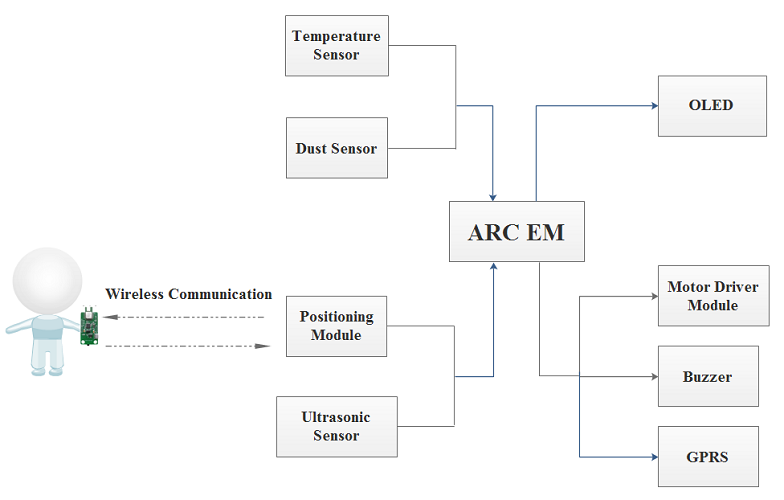 Temperature
Sensor
OLED
Dust Sensor
ARC EM
Wireless Communication
Positioning
Module
Motor Driver
Module
Buzzer
Ultrasonic
Sensor
GPRS